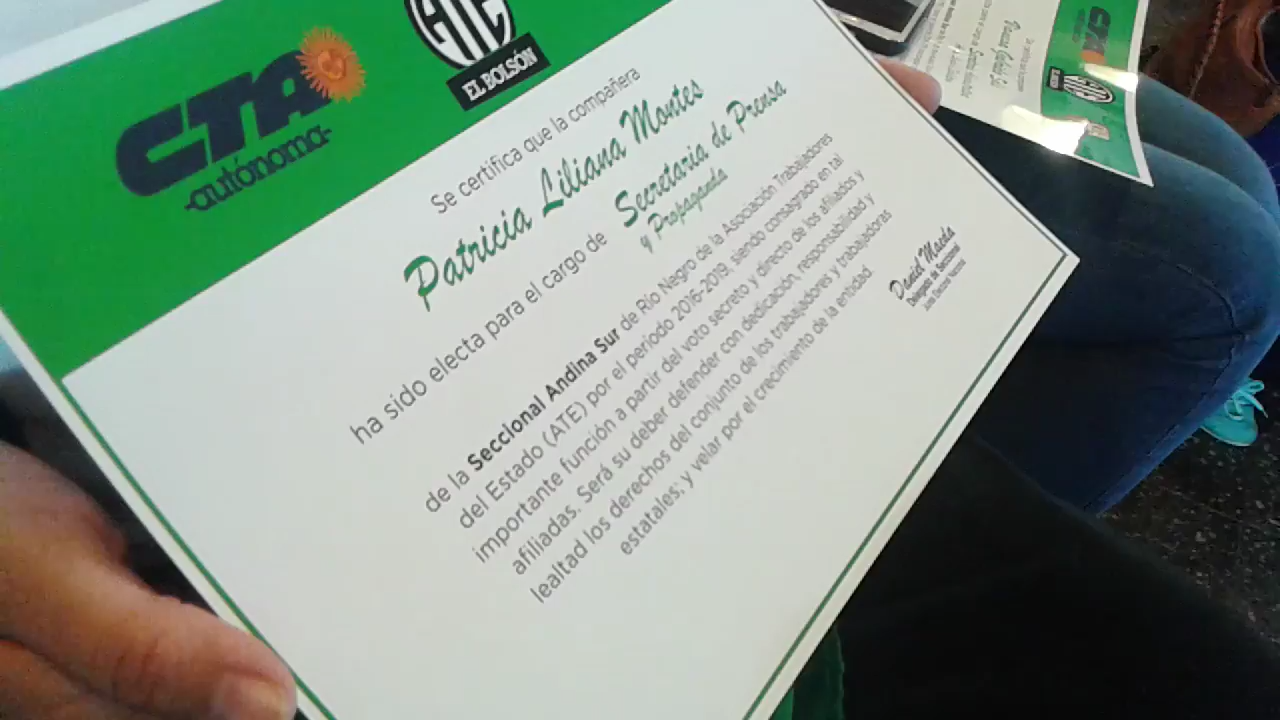 CTA
autónoma
ATE
EL BOLSÓN
Se certifica que la compañera
Patricia Liliana Montes
ha sido electa para el cargo de Secretaria de Prensa
y Propaganda
de la Seccional Andina Sur de Río Negro de la Asociación Trabajadores
del Estado (ATE) por el periodo 2016-2019, siendo consagrado en tal
importante función a partir del voto secreto y directo de los afiliados y
afiliadas. Será su deber defender con dedicación, responsabilidad y
lealtad los derechos del conjunto de los trabajadores y trabajadoras
estatales; y velar por el crecimiento de la entidad.
Daniel Maeda
Delegado de Seccional
CTA